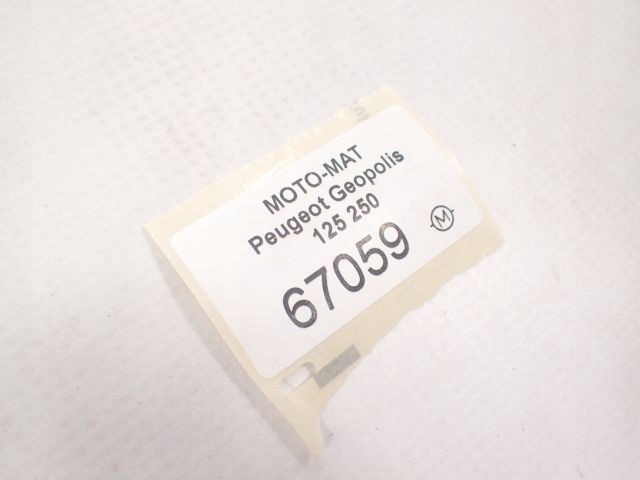 MOTO-MAT
Peugeot Geopolis
125 250
67059
M